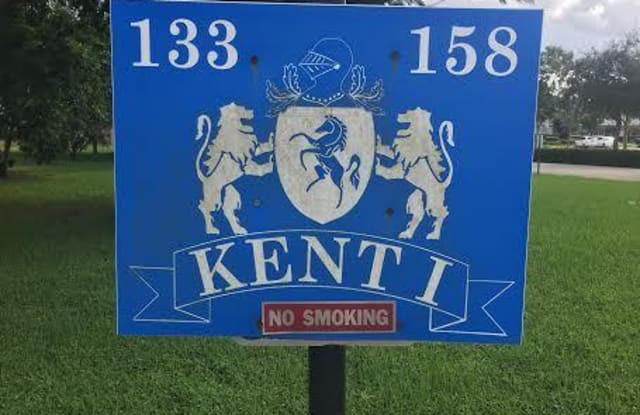 133 158
KENT I
NO SMOKING